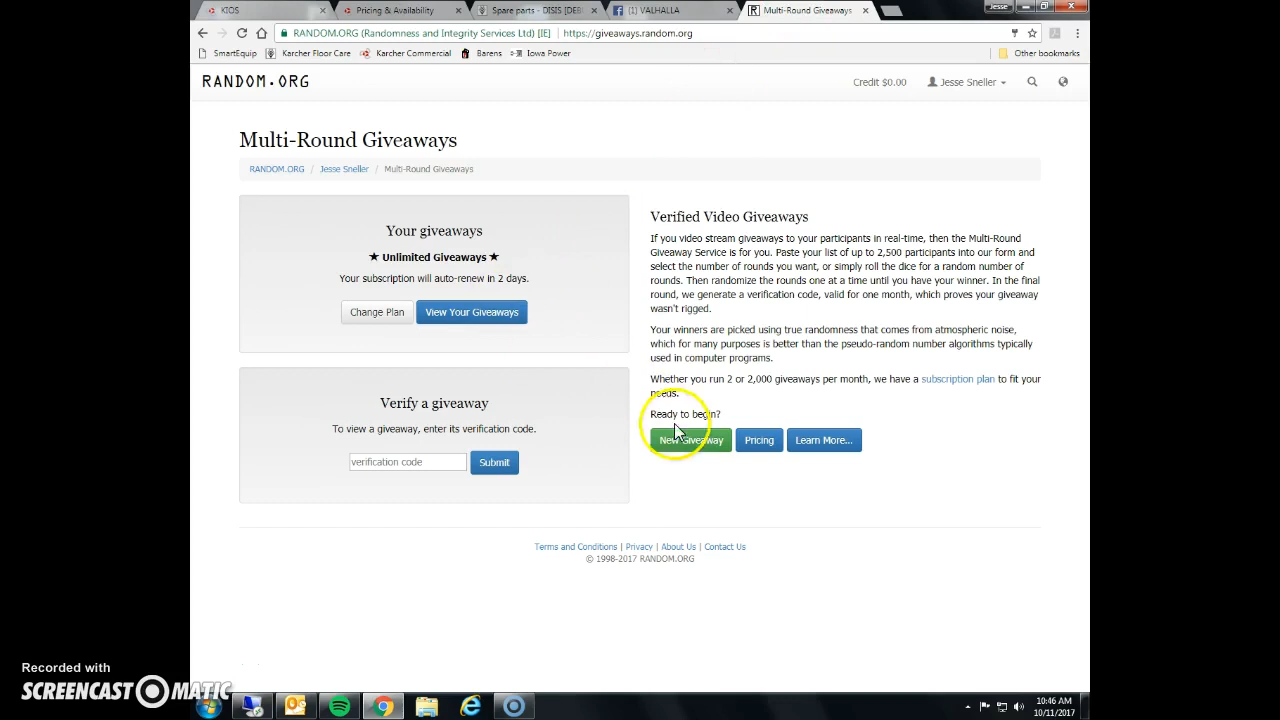 KIOS
Pricing & Availability
Spare parts - DISIS [DEB
(1) VALHALLA
Multi-Round Giveaways
Jesse
RANDOM.ORG (Randomness and Integrity Services Ltd) [IE]
https://giveaways.random.org
SmartEquip
Karcher Floor Care
Karcher Commercial
Barens
Iowa Power
Other bookmarks
RANDOM.ORG
Credit $0.00
Jesse Sneller
Multi-Round Giveaways
RANDOM.ORG / Jesse Sneller / Multi-Round Giveaways
Your giveaways
★ Unlimited Giveaways ★
Your subscription will auto-renew in 2 days.
Change Plan
View Your Giveaways
Verify a giveaway
To view a giveaway, enter its verification code.
verification code
Submit
Verified Video Giveaways
If you video stream giveaways to your participants in real-time, then the Multi-Round
Giveaway Service is for you. Paste your list of up to 2,500 participants into our form and
select the number of rounds you want, or simply roll the dice for a random number of
rounds. Then randomize the rounds one at a time until you have your winner. In the final
round, we generate a verification code, valid for one month, which proves your giveaway
wasn't rigged.
Your winners are picked using true randomness that comes from atmospheric noise,
which for many purposes is better than the pseudo-random number algorithms typically
used in computer programs.
Whether you run 2 or 2,000 giveaways per month, we have a subscription plan to fit your
needs.
Ready to begin?
New Giveaway
Pricing
Learn More...
Terms and Conditions | Privacy | About Us | Contact Us
© 1998-2017 RANDOM.ORG
Recorded with
SCREENCAST-O-MATIC
10:46 AM
10/11/2017